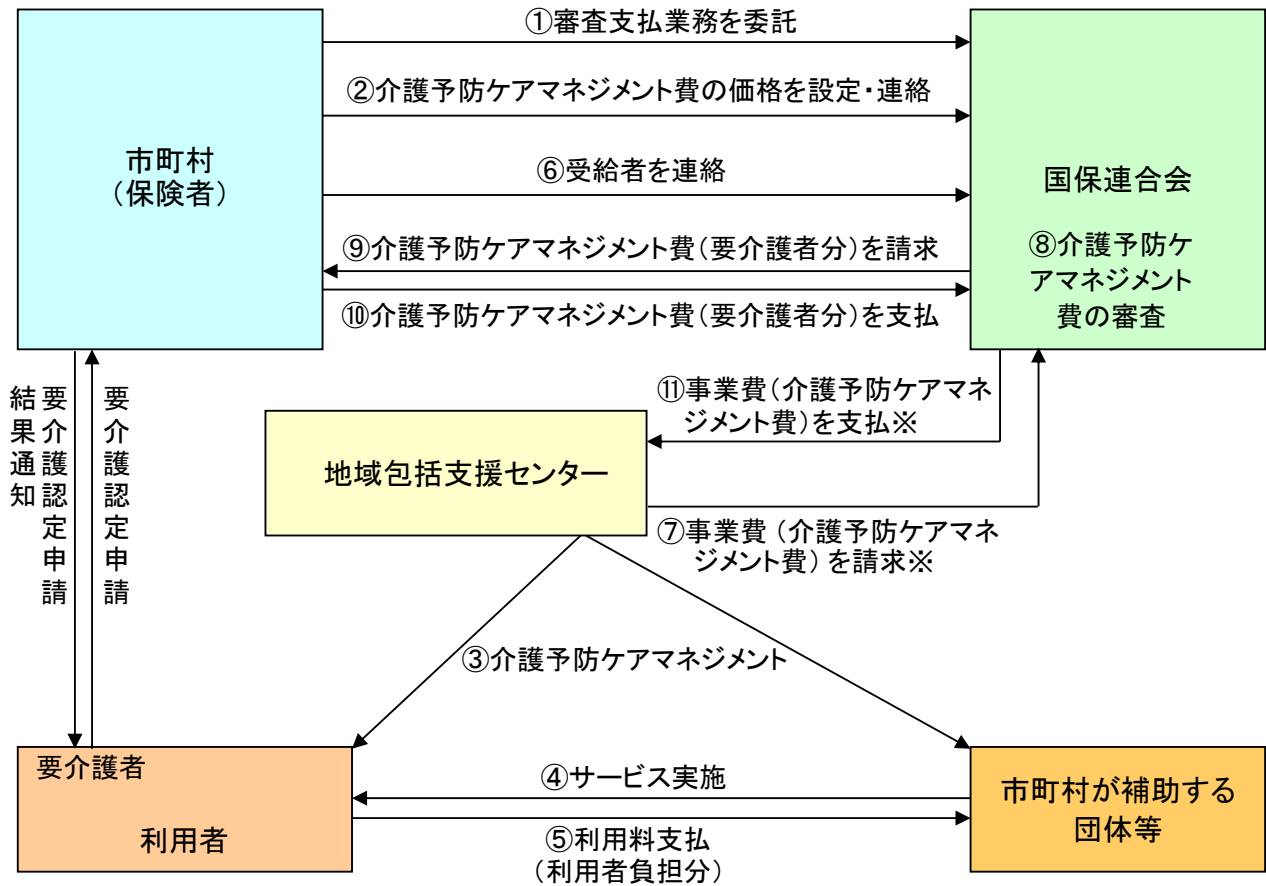 ①審査支払業務を委託
②介護予防ケアマネジメント費の価格を設定・連絡
市町村
(保険者)
⑥受給者を連絡
国保連合会
⑨介護予防ケアマネジメント費(要介護者分)を請求
⑩介護予防ケアマネジメント費(要介護者分)を支払
⑧介護予防ケ
アマネジメント
費の審査
要介護認定申請
結果通知
要介護認定申請
⑪事業費(介護予防ケアマネ
ジメント費)を支払※
地域包括支援センター
⑦事業費 (介護予防ケアマネ
ジメント費) を請求※
③介護予防ケアマネジメント
要介護者
利用者
④サービス実施
⑤利用料支払
(利用者負担分)
市町村が補助する
団体等